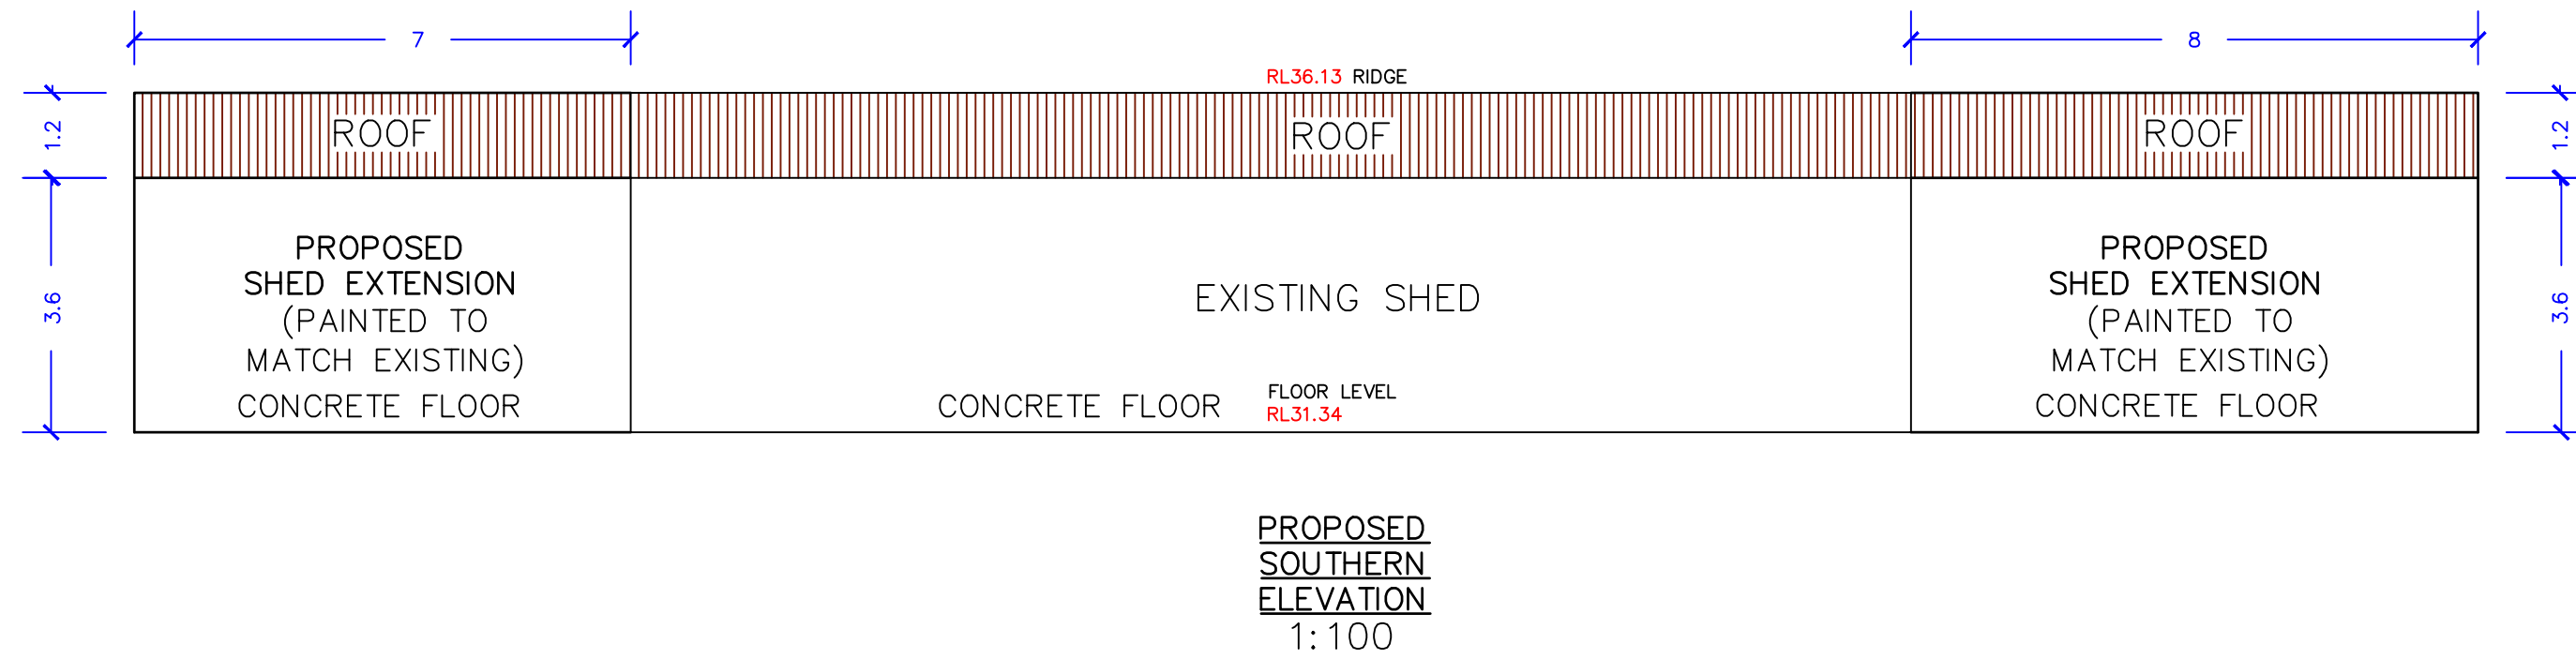 7
8
RL36.13 RIDGE
1.2
ROOF
ROOF
ROOF
1.2
3.6
PROPOSED
SHED EXTENSION
(PAINTED TO
MATCH EXISTING)
CONCRETE FLOOR
EXISTING SHED
CONCRETE FLOOR
FLOOR LEVEL
RL31.34
PROPOSED
SHED EXTENSION
(PAINTED TO
MATCH EXISTING)
CONCRETE FLOOR
3.6
PROPOSED
SOUTHERN
ELEVATION
1:100